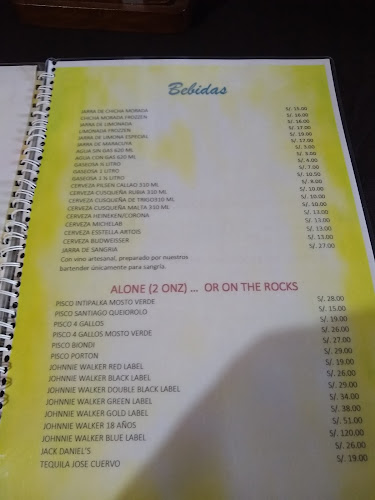 Bebidas
JARRA DE CHICHA MORADA S/. 15.00
CHICHA MORADA FROZZEN S/. 16.00
JARRA DE LIMONADA S/. 16.00
LIMONADA FROZZEN S/. 17.00
JARRA DE LIMONA ESPECIEL S/. 18.00
JARRA DE MARACUYA S/. 17.00
AGUA SIN GAS 620 ML S/. 3.00
AGUA CON GAS 620 ML S/. 3.00
GASEOSA ½ LITRO S/. 4.00
GASEOSA 1 LITRO S/. 7.00
GASEOSA 1 ½ LITRO S/. 10.50
CERVEZA PILSEN CALLAO 310 ML S/. 8.00
CERVEZA CUSQUEÑA RUBIA 310 ML S/. 10.00
CERVEZA CUSQUEÑA DE TRIGO310 ML S/. 10.00
CERVEZA CUSQUEÑA MALTA 310 ML S/. 10.00
CERVEZA HEINEKEN/CORONA S/. 13.00
CERVEZA MICHELAB S/. 13.00
CERVEZA ESSTELLA ARTOIS S/. 13.00
CERVEZA BUDWEISSER S/. 13.00
JARRA DE SANGRIA S/. 27.00
Con vino artesanal, preparado por nuestros
bartender únicamente para sangría.
ALONE (2 ONZ) ... OR ON THE ROCKS
PISCO INTIPALKA MOSTO VERDE S/. 28.00
PISCO SANTIAGO QUEIOROLO S/. 15.00
PISCO 4 GALLOS S/. 19.00
PISCO 4 GALLOS MOSTO VERDE S/. 26.00
PISCO BIONDI S/. 27.00
PISCO PORTON S/. 29.00
JOHNNIE WALKER RED LABEL S/. 19.00
JOHNNIE WALKER BLACK LABEL S/. 26.00
JOHNNIE WALKER DOUBLE BLACK LABEL S/. 29.00
JOHNNIE WALKER GREEN LABEL S/. 34.00
JOHNNIE WALKER GOLD LABEL S/. 38.00
JOHNNIE WALKER 18 AÑOS S/. 51.00
JOHNNIE WALKER BLUE LABEL S/. 120.00
JACK DANIEL'S S/. 26.00
TEQUILA JOSE CUERVO S/. 19.00